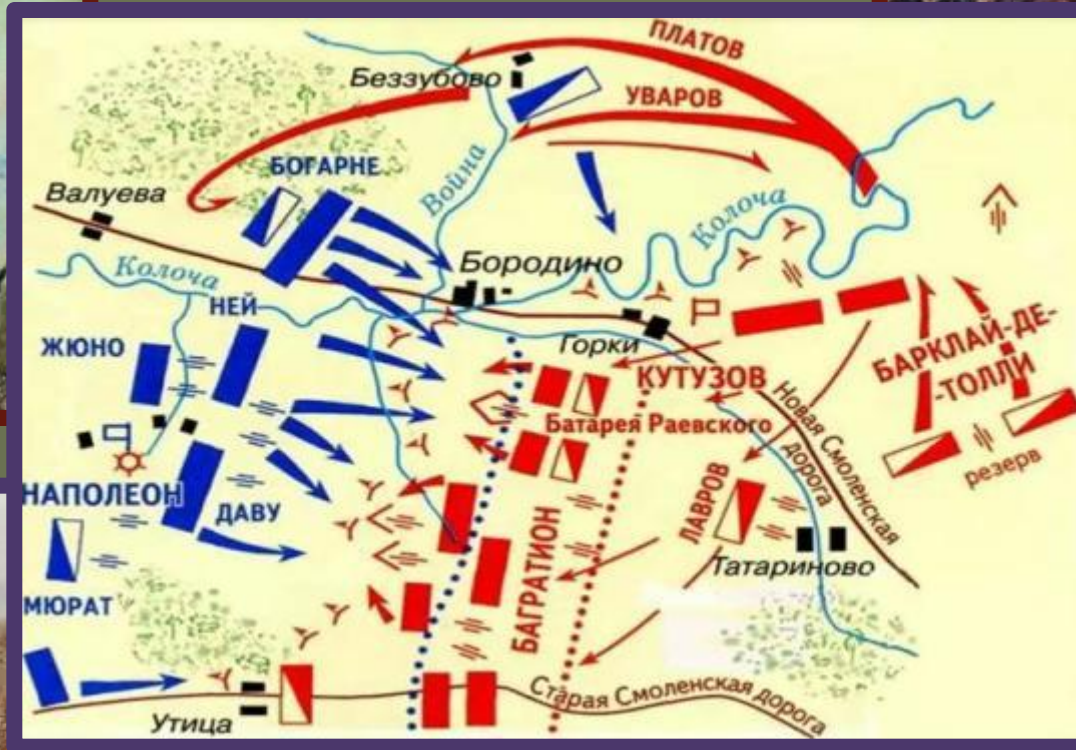 ПЛАТОВ
Беззубово
УВАРОВ
БОГАРНЕ
Война
Валуева
Колоча
Колоча
Бородино
НЕЙ
ЖЮНО
Горки
БАРКЛАЙ-ДЕ-
-ТОЛЛИ
КУТУЗОВ
Батарея Раевского
Новая Смоленская
дорога
резерв
НАПОЛЕОН
ДАВУ
ЛАВРОВ
Татариново
МЮРАТ
БАГРАТИОН
Старая Смоленская дорога
Утица